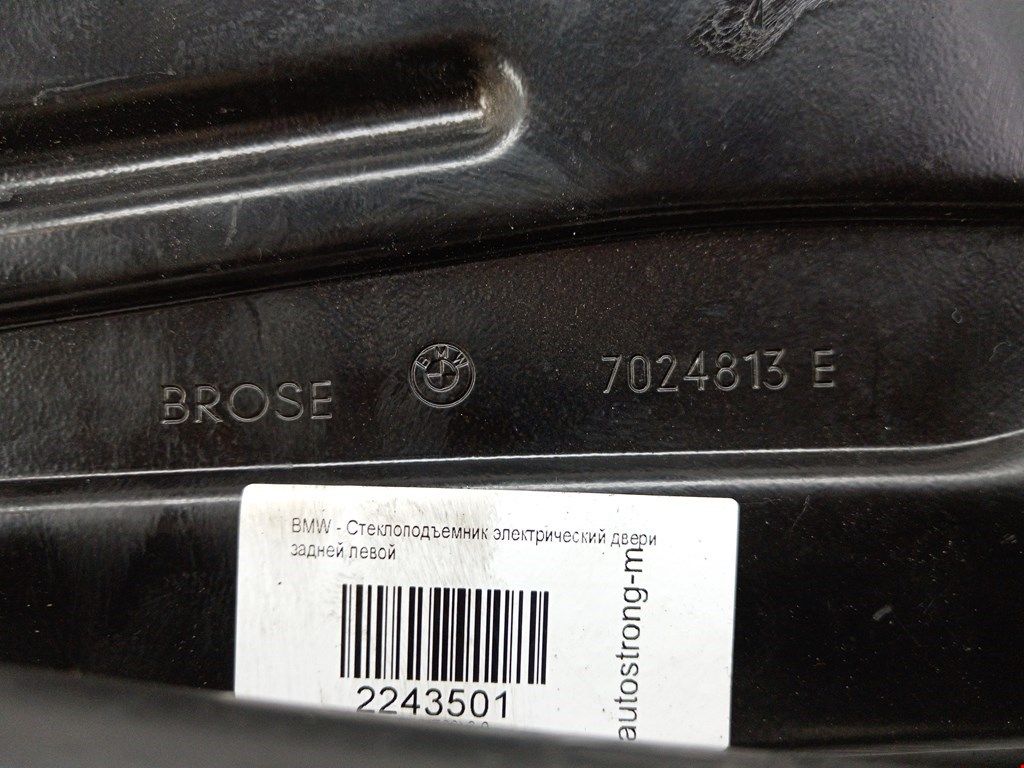 BROSE BMW 7024813 E
BMW - Стеклоподъемник электрический двери
задней левой
2243501
autostrong-m